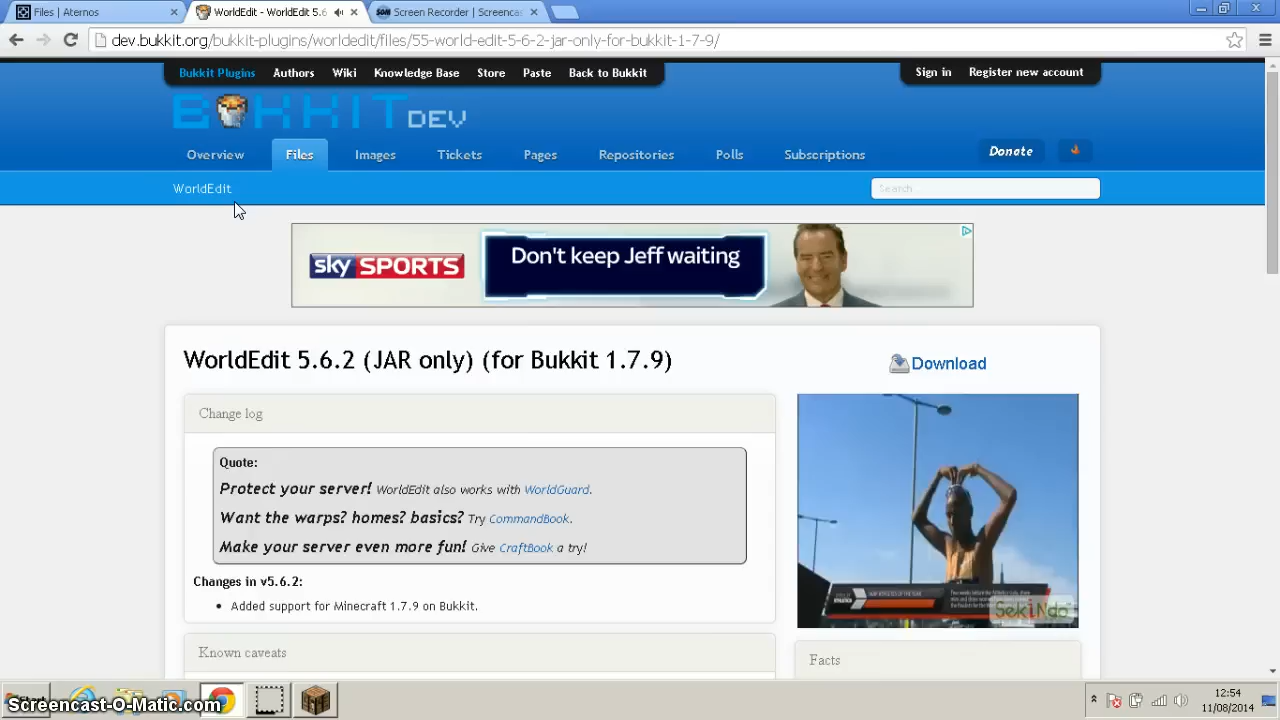 Files | Aternos
WorldEdit - WorldEdit 5.6
Screen Recorder | Screencas
dev.bukkit.org/bukkit-plugins/worldedit/files/55-world-edit-5-6-2-jar-only-for-bukkit-1-7-9/
Bukkit Plugins Authors Wiki Knowledge Base Store Paste Back to Bukkit
Sign in Register new account
BUKKIT DEV
Overview Files Images Tickets Pages Repositories Polls Subscriptions
Donate
WorldEdit
Search
sky SPORTS
Don't keep Jeff waiting
WorldEdit 5.6.2 (JAR only) (for Bukkit 1.7.9)
Download
Change log
Quote:
Protect your server! WorldEdit also works with WorldGuard.
Want the warps? homes? basics? Try CommandBook.
Make your server even more fun! Give CraftBook a try!
Changes in v5.6.2:
Added support for Minecraft 1.7.9 on Bukkit.
SekiNdo
Known caveats
Facts
Screencast-O-Matic.com
12:54
11/08/2014